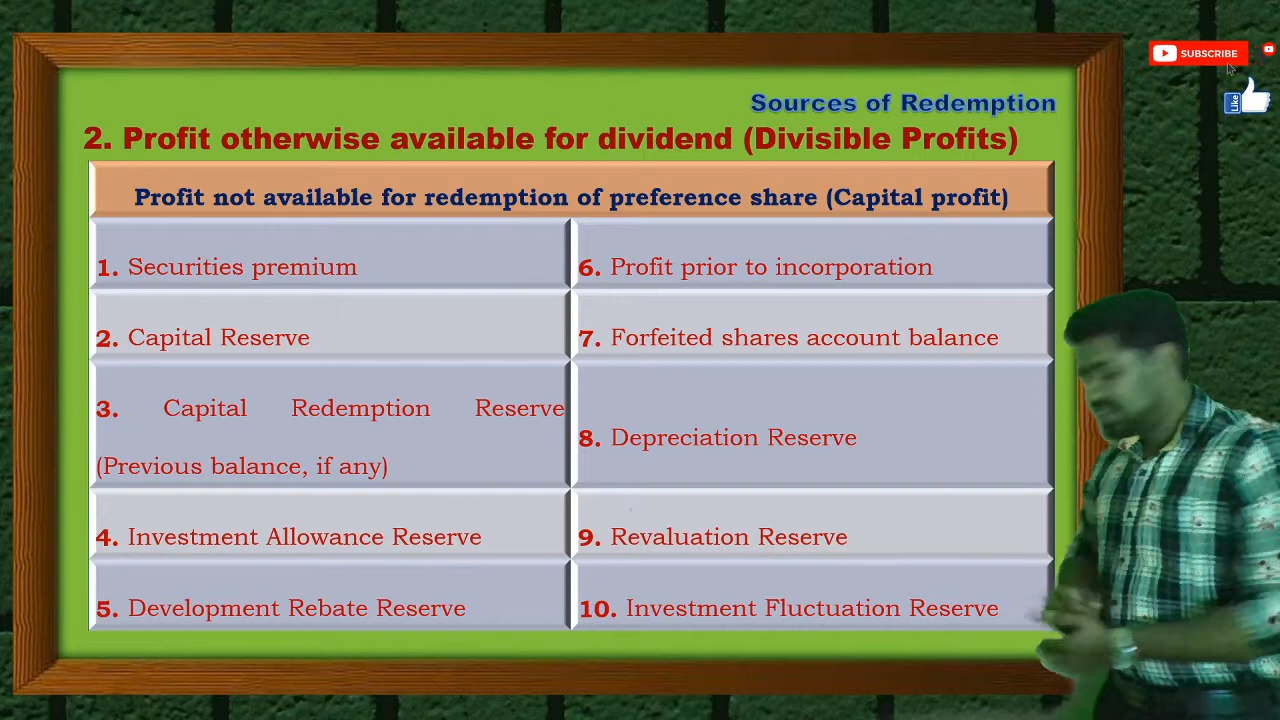 SUBSCRIBE
Like
Sources of Redemption
2. Profit otherwise available for dividend (Divisible Profits)
Profit not available for redemption of preference share (Capital profit)
1. Securities premium
6. Profit prior to incorporation
2. Capital Reserve
7. Forfeited shares account balance
3. Capital Redemption Reserve
(Previous balance, if any)
8. Depreciation Reserve
4. Investment Allowance Reserve
9. Revaluation Reserve
5. Development Rebate Reserve
10. Investment Fluctuation Reserve